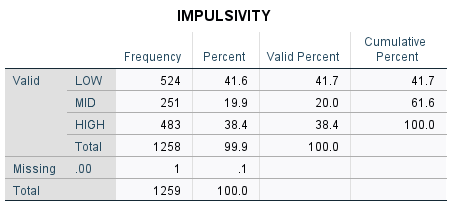 IMPULSIVITY
Frequency Percent Valid Percent Cumulative Percent
Valid LOW 524 41.6 41.7 41.7
MID 251 19.9 20.0 61.6
HIGH 483 38.4 38.4 100.0
Total 1258 99.9 100.0
Missing .00 1 .1
Total 1259 100.0